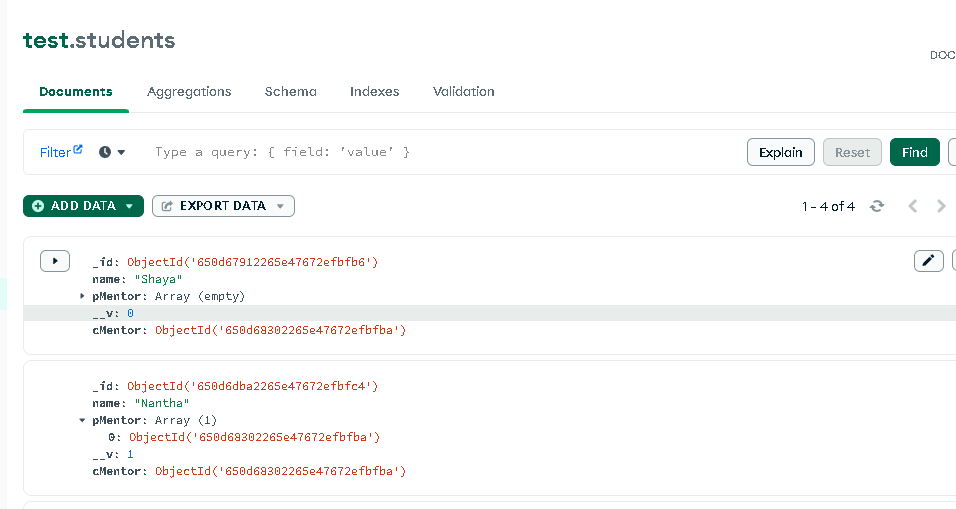 test.students
DOC
Documents Aggregations Schema Indexes Validation
Filter Type a query: { field: 'value' } Explain Reset Find
ADD DATA EXPORT DATA 1 - 4 of 4
_id: ObjectId('650d67912265e47672efbfb6')
name: "Shaya"
pMentor: Array (empty)
__v: 0
cMentor: ObjectId('650d68302265e47672efbfba')
_id: ObjectId('650d6dba2265e47672efbfc4')
name: "Nantha"
pMentor: Array (1)
0: ObjectId('650d68302265e47672efbfba')
__v: 1
cMentor: ObjectId('650d68302265e47672efbfba')